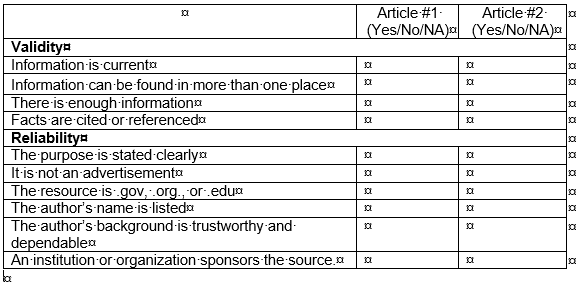 Article #1 Article #2
(Yes/No/NA) (Yes/No/NA)
Validity
Information is current
Information can be found in more than one place
There is enough information
Facts are cited or referenced
Reliability
The purpose is stated clearly
It is not an advertisement
The resource is .gov, .org., or .edu
The author's name is listed
The author's background is trustworthy and
dependable
An institution or organization sponsors the source.